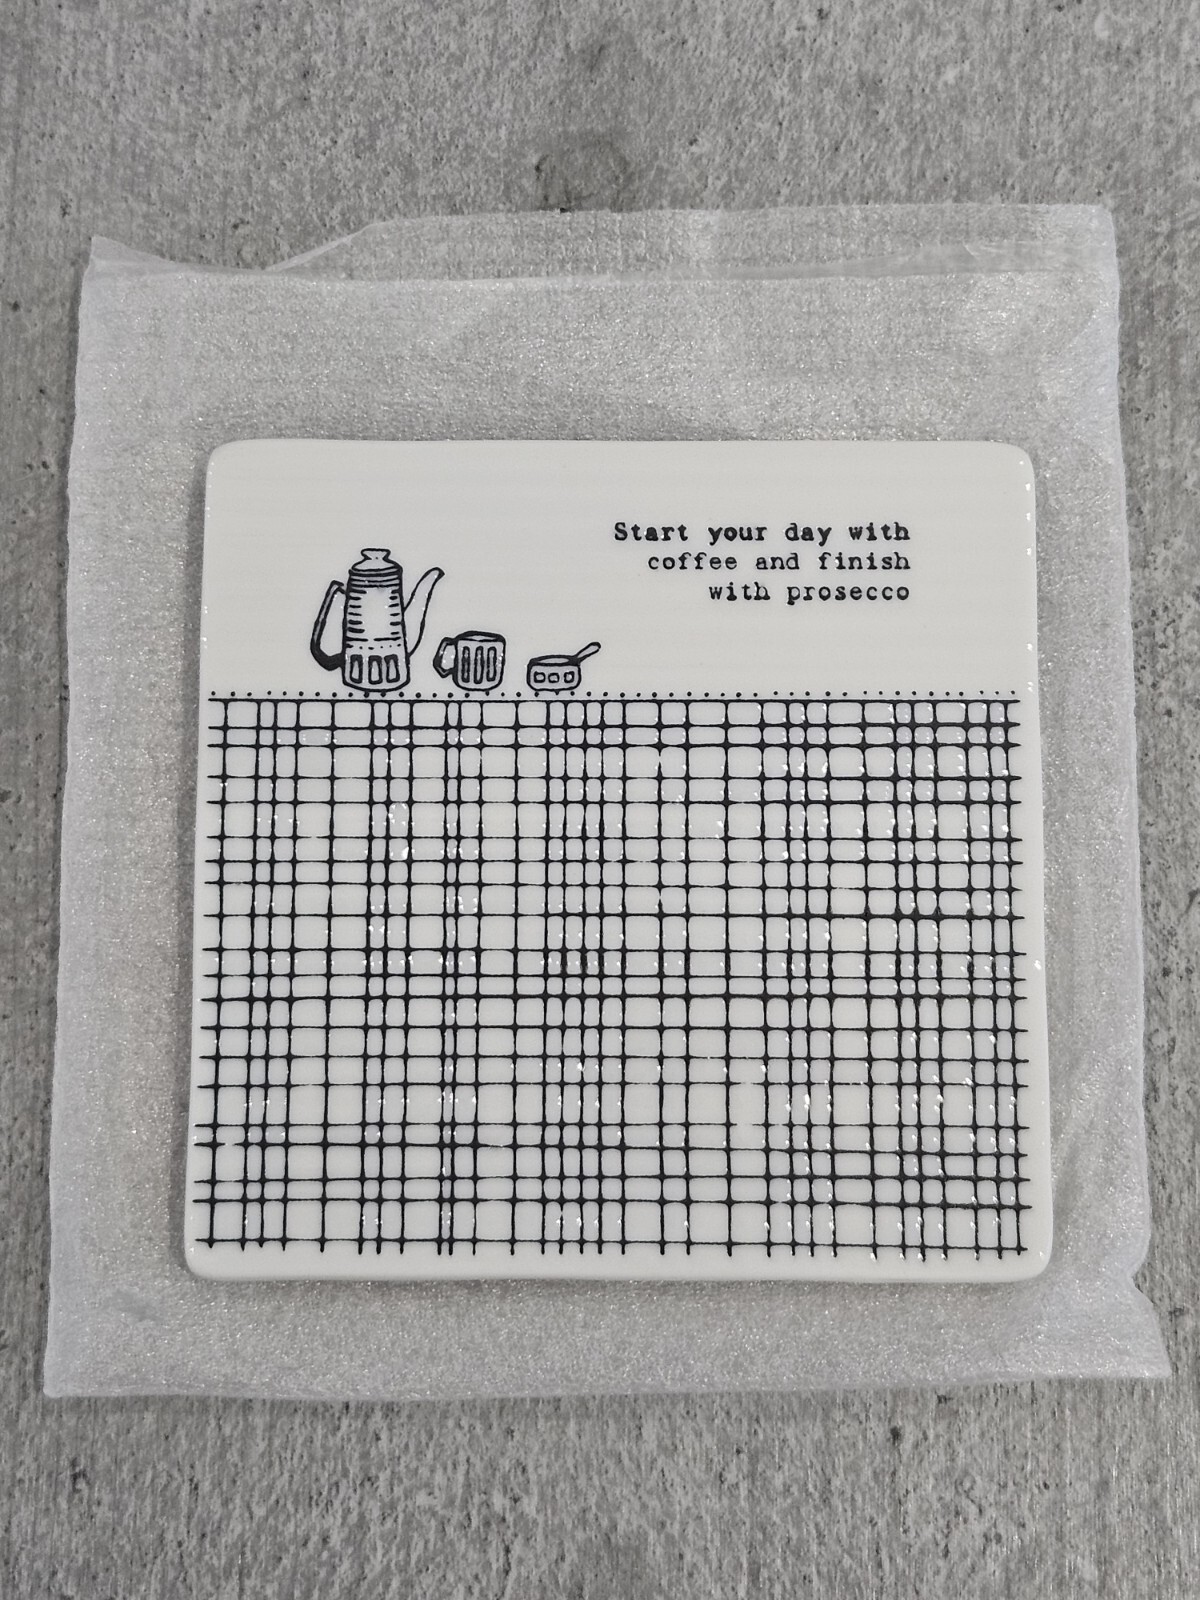 Start your day with
coffee and finish
with prosecco